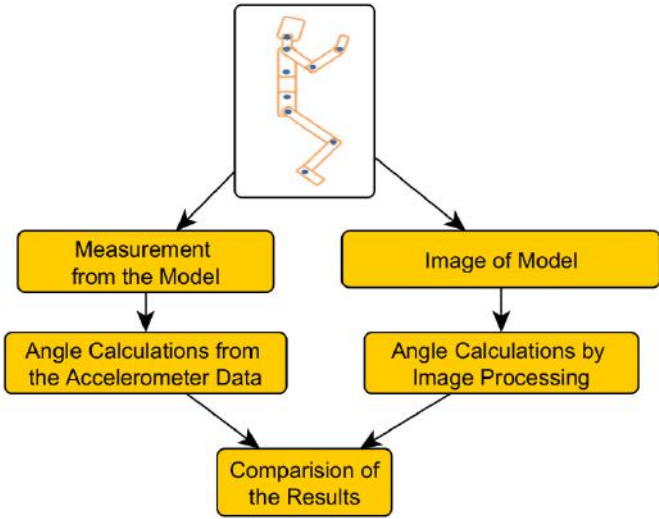 Measurement
from the Model
Image of Model
Angle Calculations from
the Accelerometer Data
Angle Calculations by
Image Processing
Comparision of
the Results